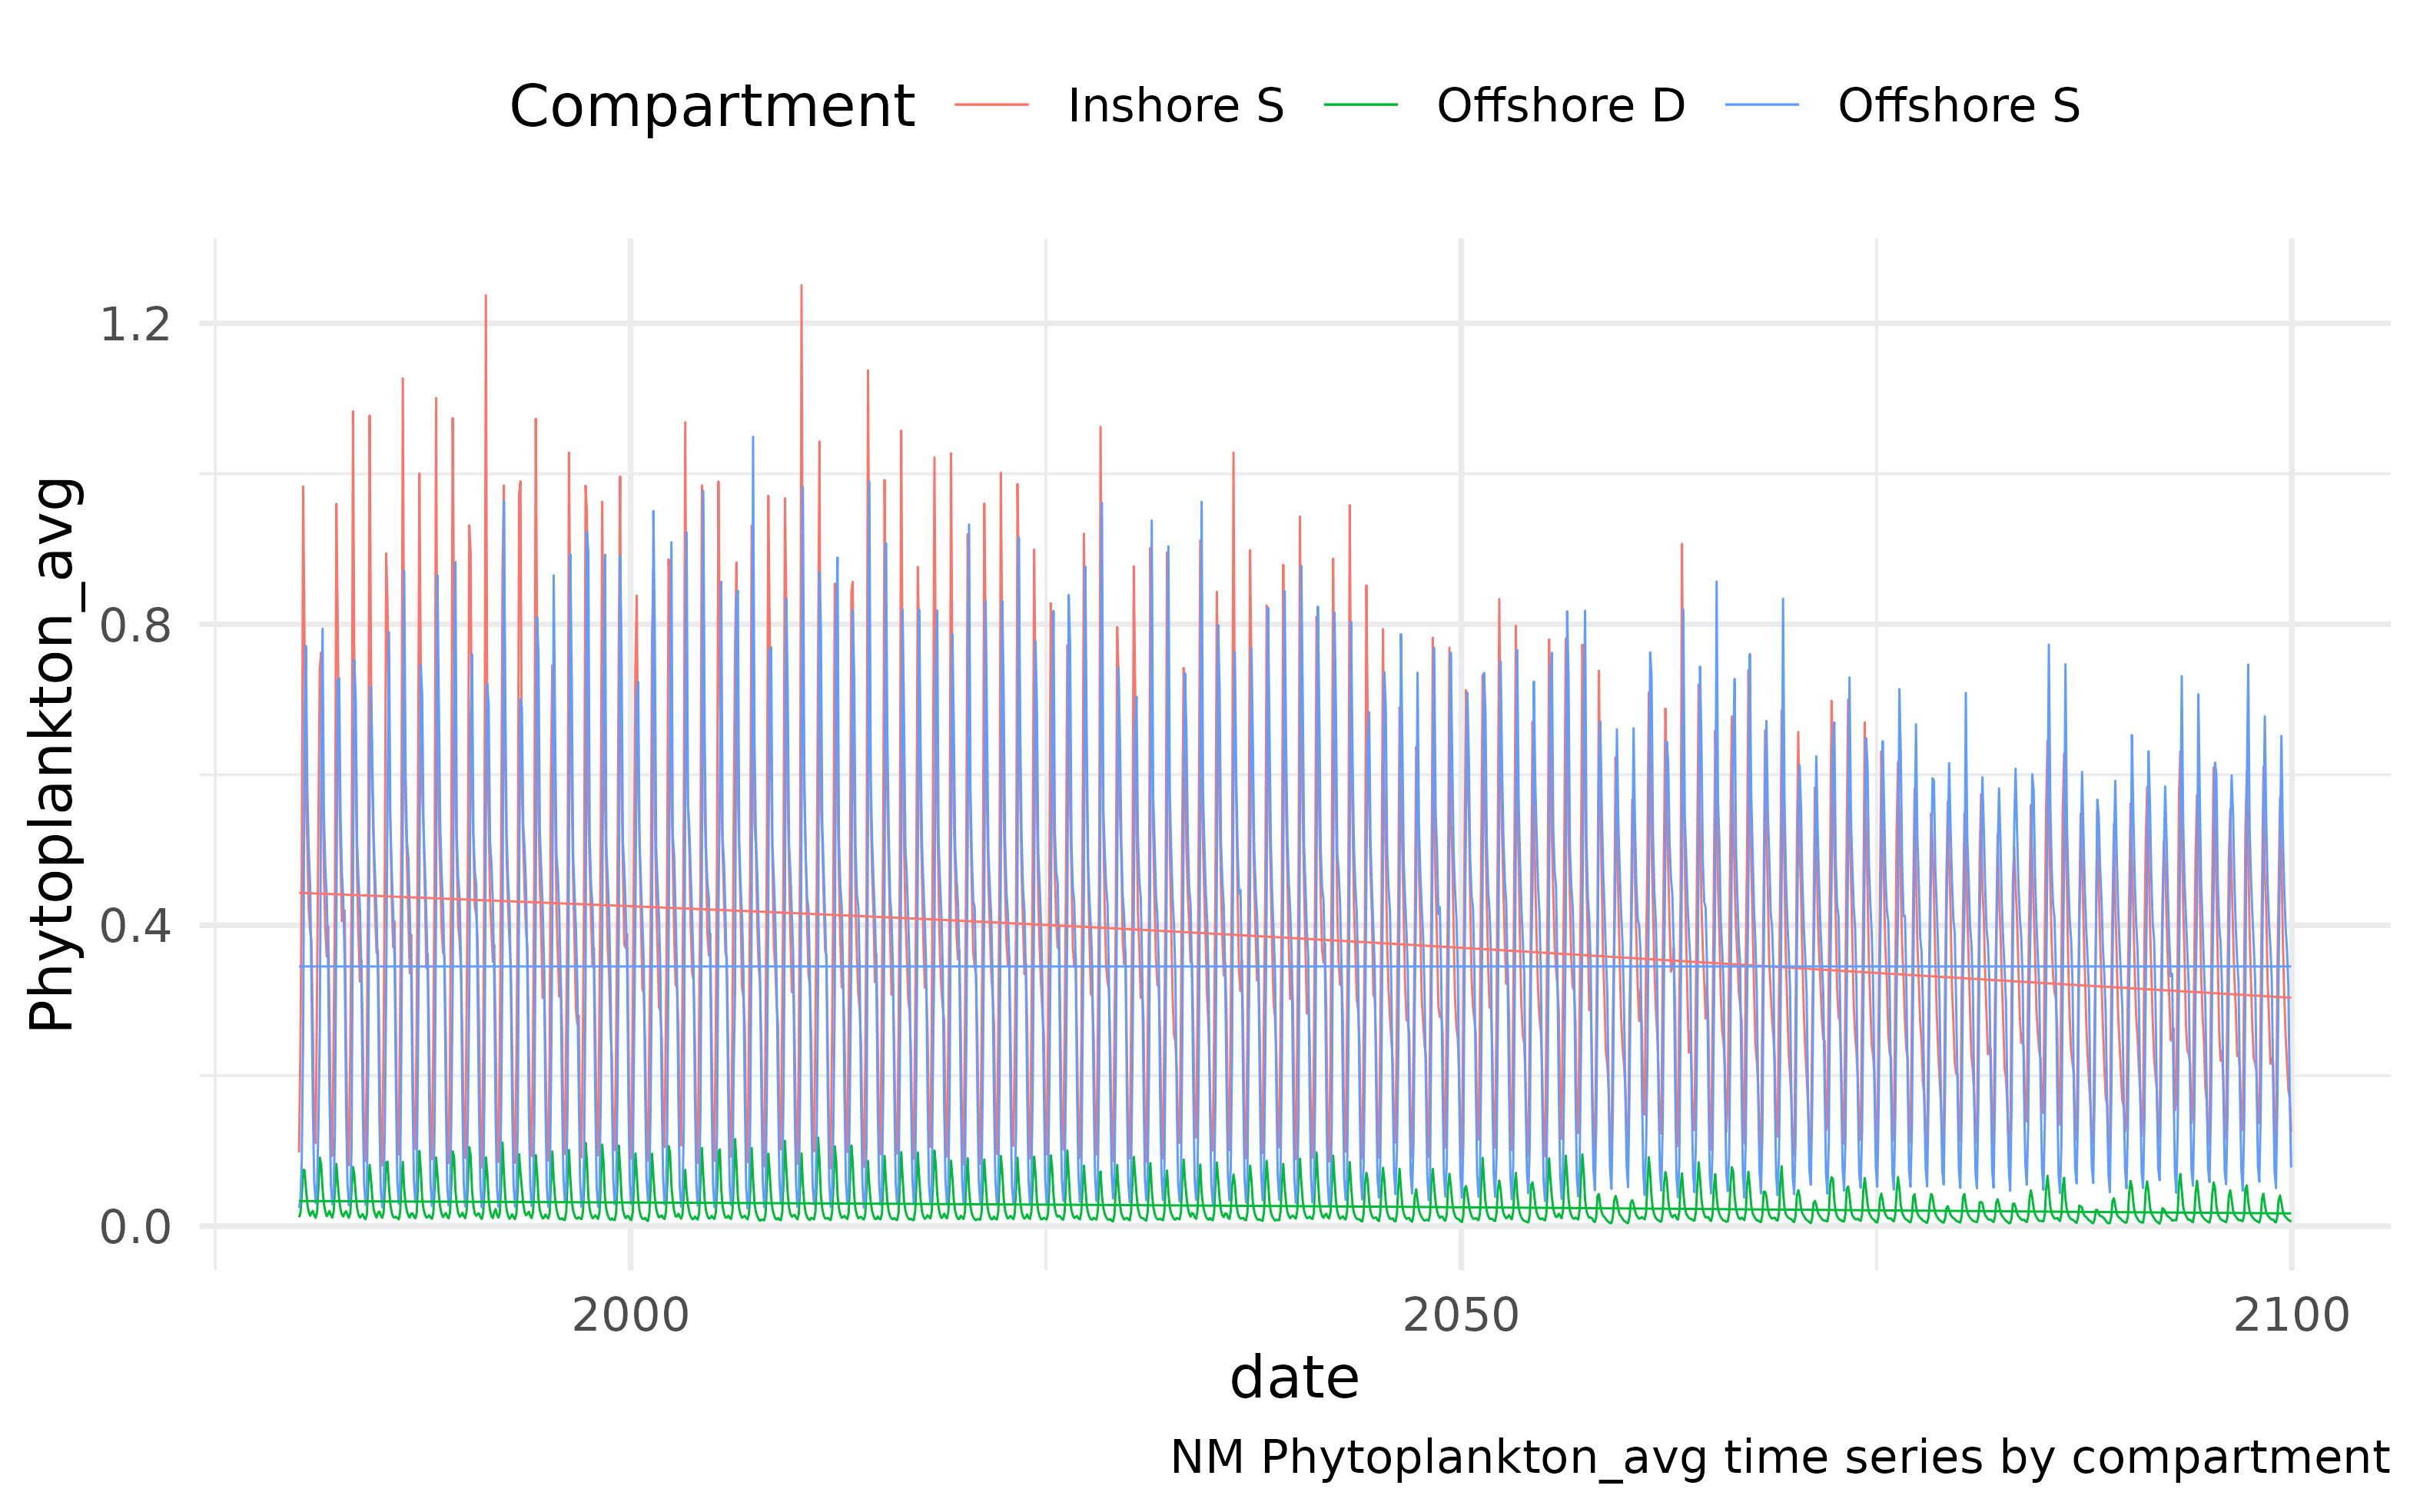 Compartment Inshore S Offshore D Offshore S
Phytoplankton_avg
1.2
0.8
0.4
0.0
2000 2050 2100
date
NM Phytoplankton_avg time series by compartment